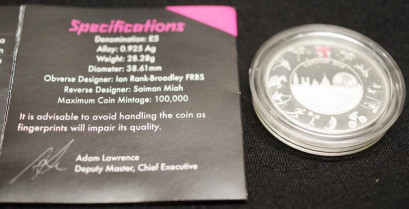 Specifications
Denomination: £5
Alloy: 0.925 Ag
Weight: 28.28g
Diameter: 38.61mm
Obverse Designer: Ian Rank-Broadley FRBS
Reverse Designer: Saiman Miah
Maximum Coin Mintage: 100,000
It is advisable to avoid handling the coin as
fingerprints will impair its quality.
Adam Lawrence
Deputy Master, Chief Executive